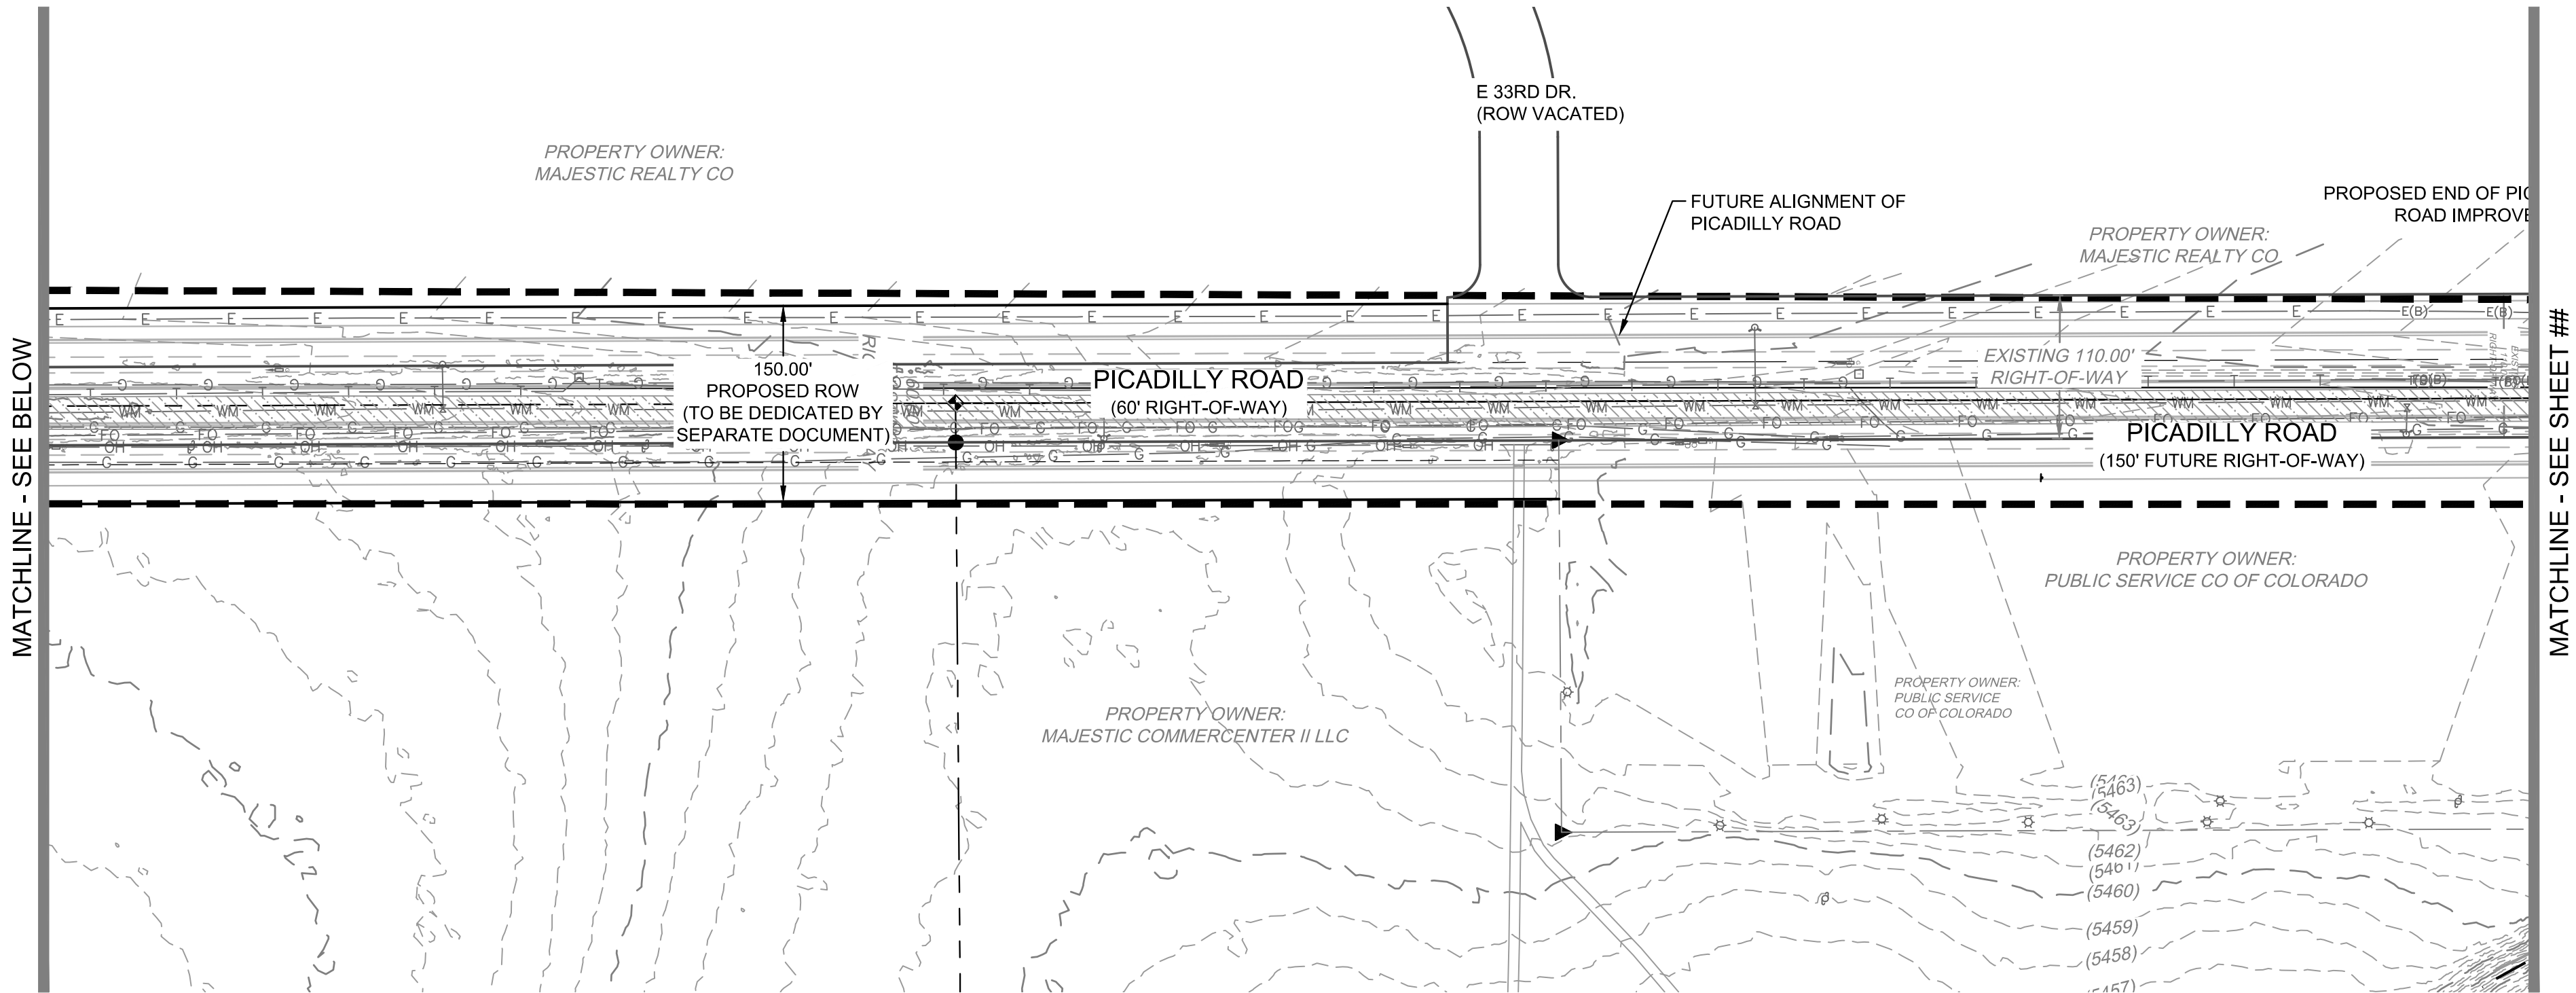 E 33RD DR.
(ROW VACATED)
PROPERTY OWNER:
MAJESTIC REALTY CO
FUTURE ALIGNMENT OF
PICADILLY ROAD
PROPOSED END OF PIC
ROAD IMPROVE
PROPERTY OWNER:
MAJESTIC REALTY CO
MATCHLINE - SEE BELOW
MATCHLINE - SEE SHEET ##
150.00'
PROPOSED ROW
(TO BE DEDICATED BY
SEPARATE DOCUMENT)
PICADILLY ROAD
(60' RIGHT-OF-WAY)
EXISTING 110.00'
RIGHT-OF-WAY
PICADILLY ROAD
(150' FUTURE RIGHT-OF-WAY)
PROPERTY OWNER:
PUBLIC SERVICE CO OF COLORADO
PROPERTY OWNER:
PUBLIC SERVICE
CO OF COLORADO
PROPERTY OWNER:
MAJESTIC COMMERCENTER II LLC
(5463)
(5463)
(5462)
(5461)
(5460)
(5459)
(5458)